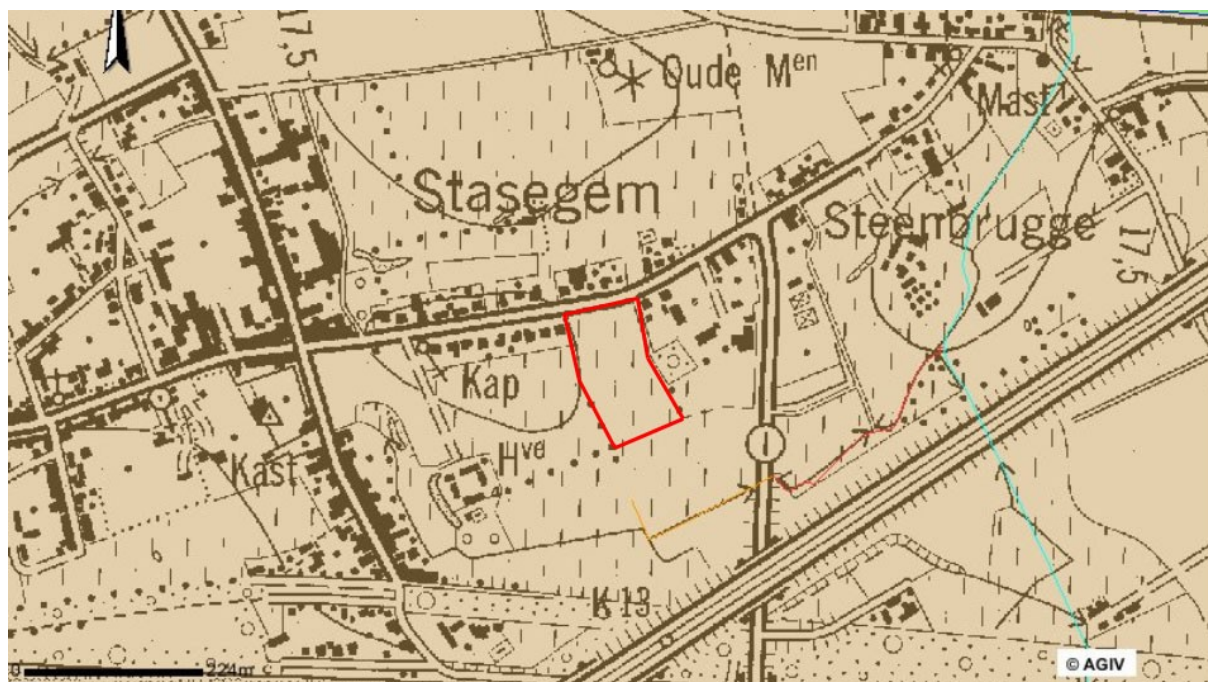 17,5
Oude Men
Mast
Stasegem
Steenbrugge
17,5
Kap
Hve
Kast
K 13
0
224m
© AGIV